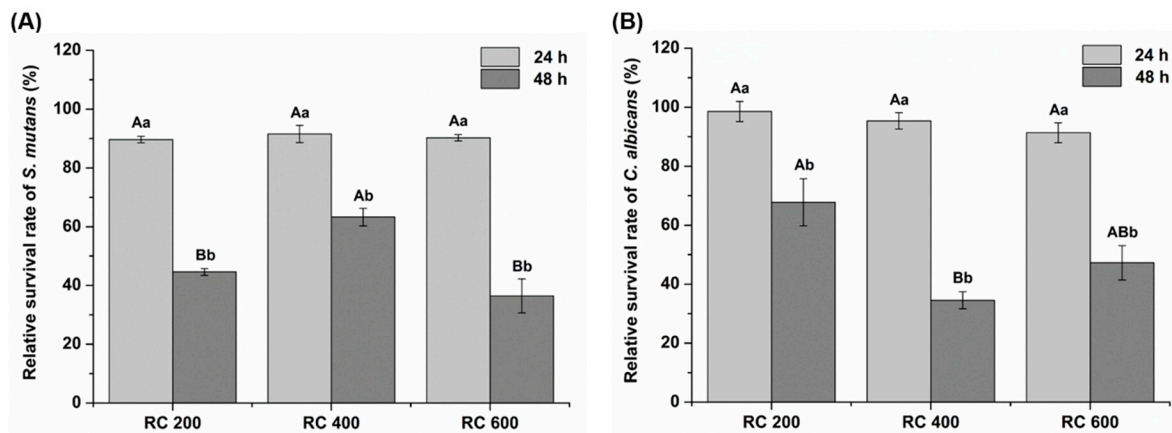 (A)
Relative survival rate of S. mutans (%)
120
100
80
60
40
20
0
24 h
48 h
Aa
Bb
Aa
Ab
Aa
Bb
RC 200
RC 400
RC 600
(B)
Relative survival rate of C. albicans (%)
120
100
80
60
40
20
0
24 h
48 h
Aa
Ab
Aa
Bb
Aa
ABb
RC 200
RC 400
RC 600